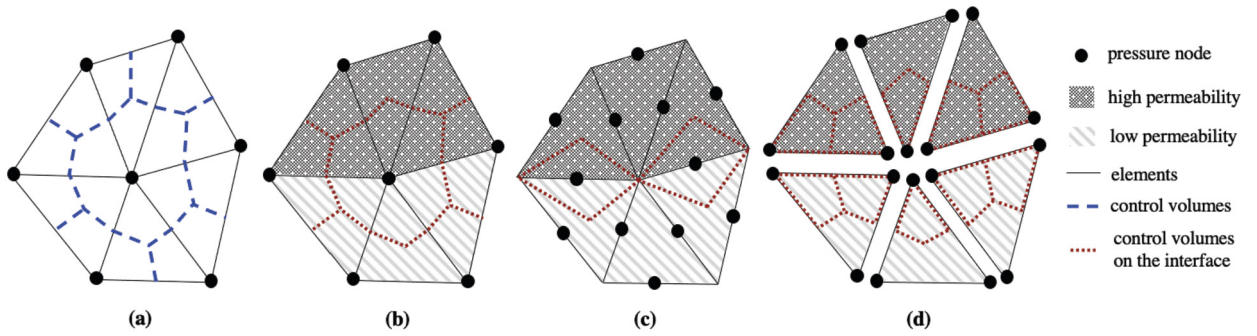 pressure node
high permeability
low permeability
elements
control volumes
control volumes
on the interface
(a) (b) (c) (d)